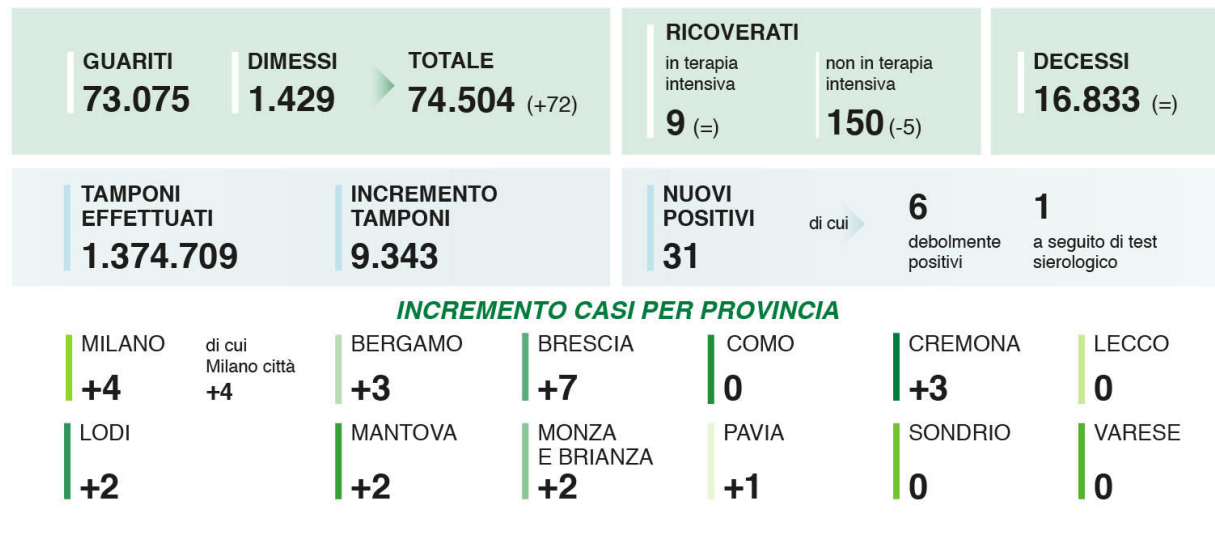 GUARITI
73.075
DIMESSI
1.429
TOTALE
74.504 (+72)
RICOVERATI
in terapia
intensiva
9 (=)
non in terapia
intensiva
150 (-5)
DECESSI
16.833 (=)
TAMPONI
EFFETTUATI
1.374.709
INCREMENTO
TAMPONI
9.343
NUOVI
POSITIVI
31
di cui
6
debolmente
positivi
1
a seguito di test
sierologico
INCREMENTO CASI PER PROVINCIA
MILANO
+4
di cui
Milano città
+4
BERGAMO
+3
BRESCIA
+7
COMO
0
CREMONA
+3
LECCO
0
LODI
+2
MANTOVA
+2
MONZA
E BRIANZA
+2
PAVIA
+1
SONDRIO
0
VARESE
0